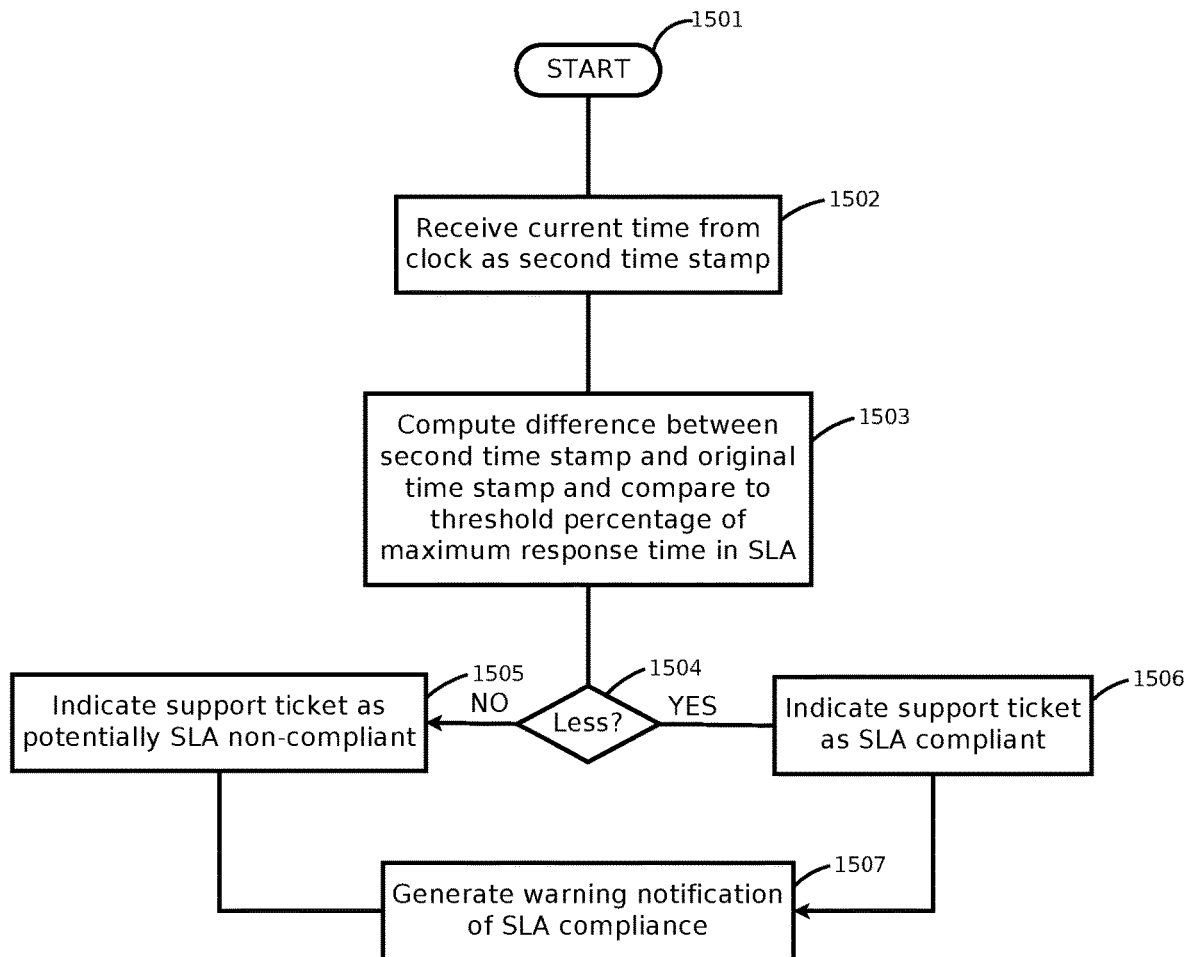 1501
START
1502
Receive current time from
clock as second time stamp
1503
Compute difference between
second time stamp and original
time stamp and compare to
threshold percentage of
maximum response time in SLA
1505
1504
1506
Indicate support ticket as
potentially SLA non-compliant
NO
Less?
YES
Indicate support ticket
as SLA compliant
1507
Generate warning notification
of SLA compliance